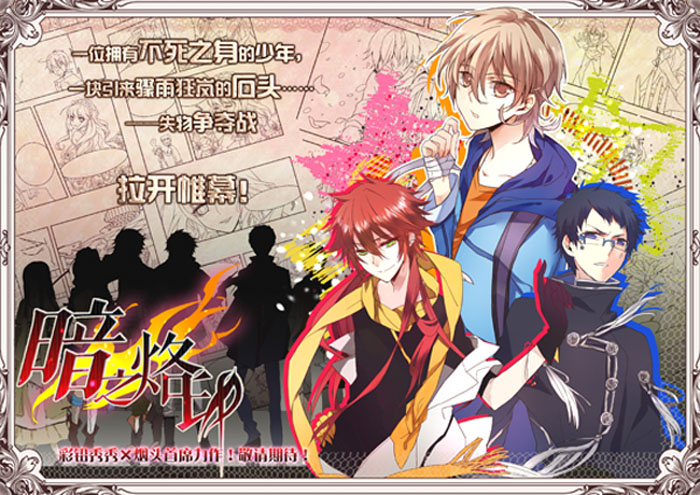 一位拥有不死之身的少年，
一块引来骤雨狂岚的石头……
——失物争夺战
拉开帷幕！
暗·烙印
彩铅秀秀×烟头首席力作！敬请期待！